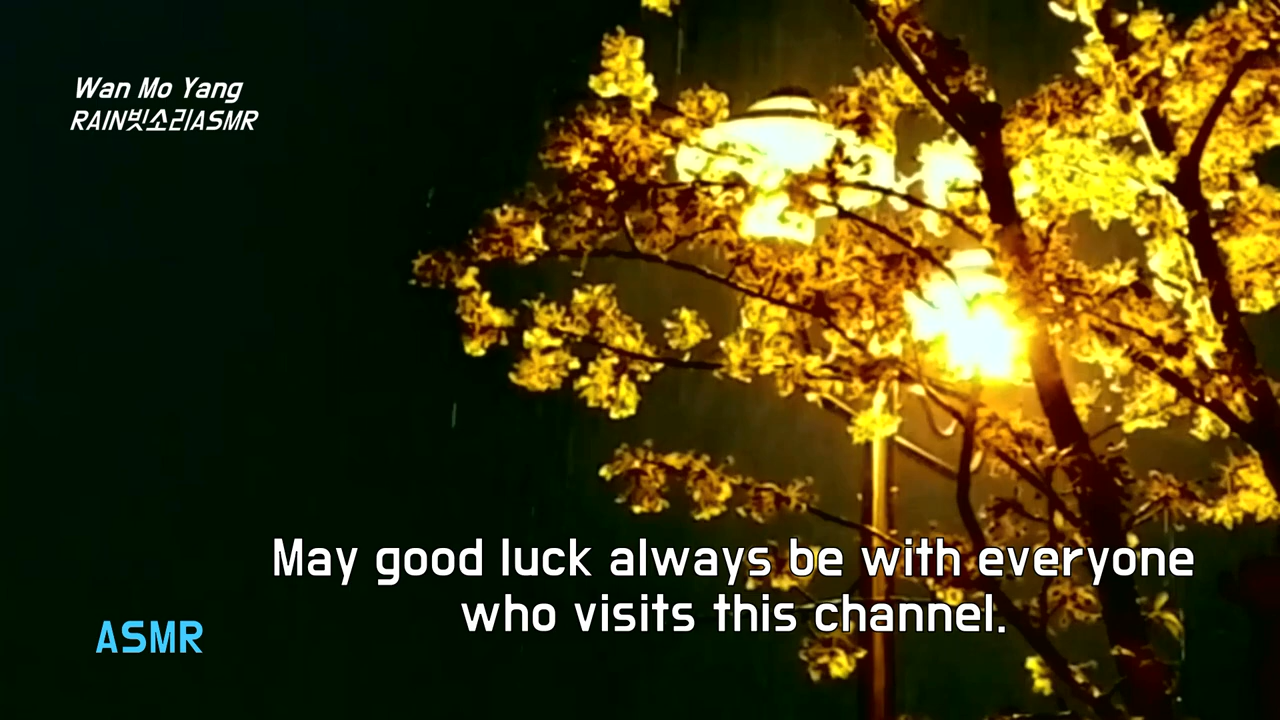 Wan Mo Yang
RAIN빗소리ASMR
May good luck always be with everyone
who visits this channel.
ASMR